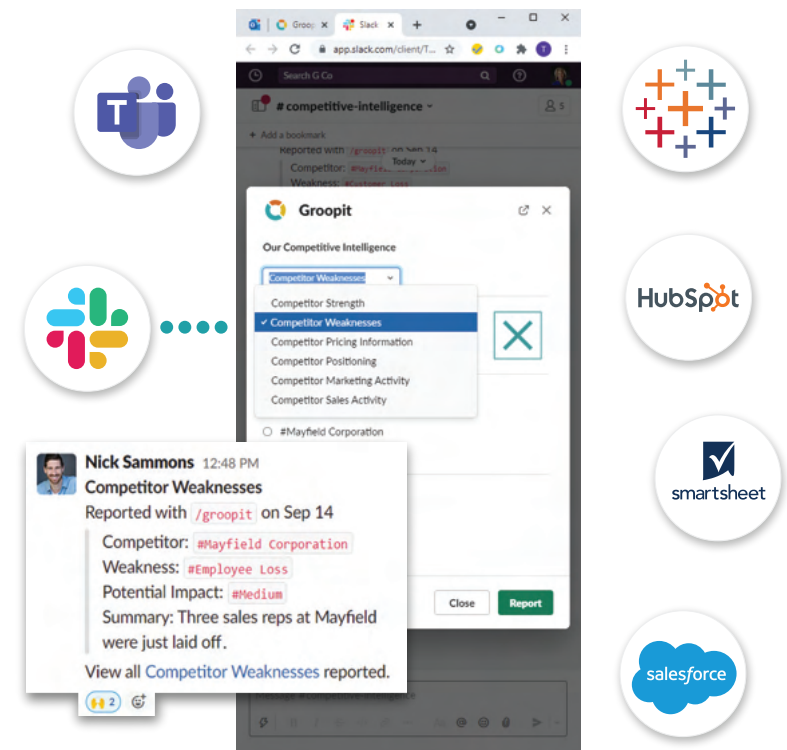 Groop
Slack
app.slack.com/client/T...
T
Search G Co
# competitive-intelligence
5
+ Add a bookmark
Reported with /groopit on Sep 14
Today
Competitor: #Mayfield Corporation
Weakness: #Customer Loss
Groopit
Our Competitive Intelligence
Competitor Weaknesses
Competitor Strength
✓ Competitor Weaknesses
Competitor Pricing Information
Competitor Positioning
Competitor Marketing Activity
Competitor Sales Activity
#Mayfield Corporation
Close
Report
Message #competitive-intelligence
Nick Sammons 12:48 PM
Competitor Weaknesses
Reported with /groopit on Sep 14
Competitor: #Mayfield Corporation
Weakness: #Employee Loss
Potential Impact: #Medium
Summary: Three sales reps at Mayfield
were just laid off.
View all Competitor Weaknesses reported.
2
T
HubSpot
smartsheet
salesforce